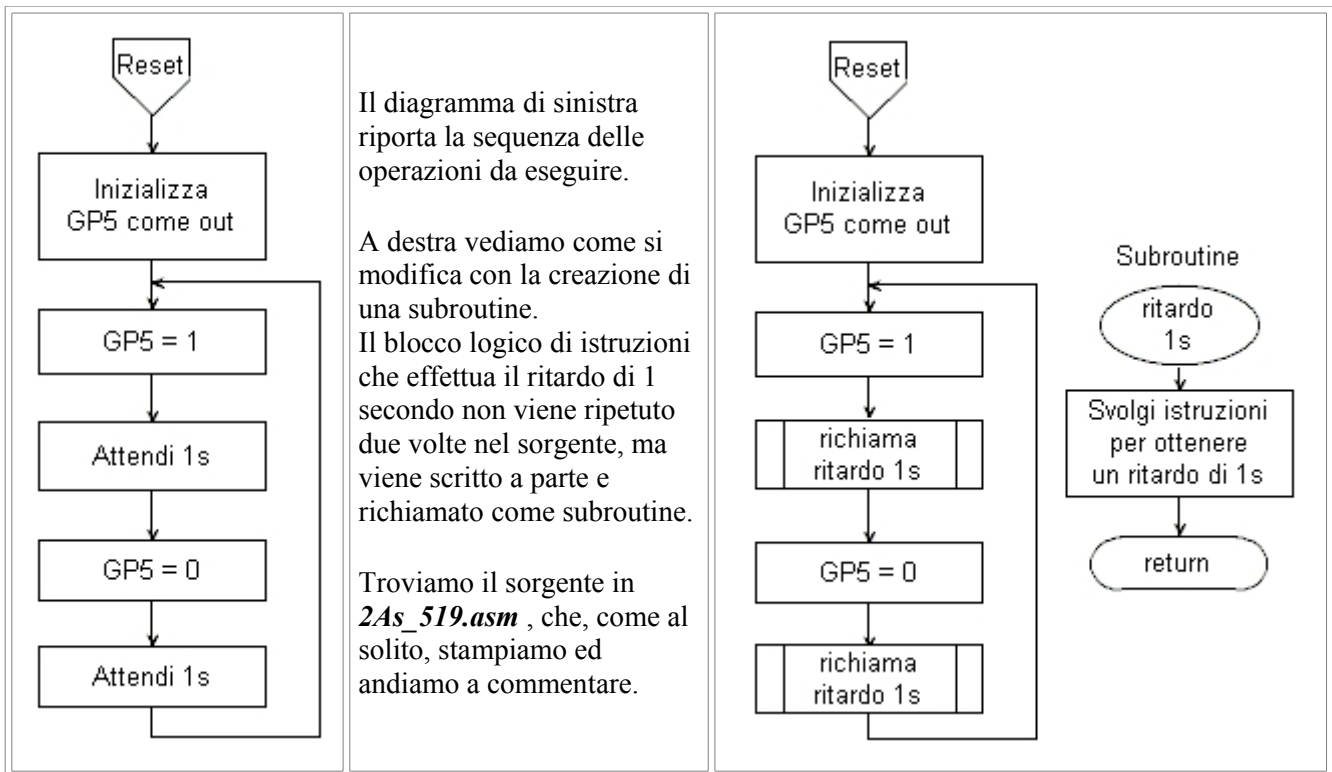 Reset
Inizializza
GP5 come out
GP5 = 1
Attendi 1s
GP5 = 0
Attendi 1s
Il diagramma di sinistra
riporta la sequenza delle
operazioni da eseguire.
A destra vediamo come si
modifica con la creazione di
una subroutine.
Il blocco logico di istruzioni
che effettua il ritardo di 1
secondo non viene ripetuto
due volte nel sorgente, ma
viene scritto a parte e
richiamato come subroutine.
Troviamo il sorgente in
2As_519.asm , che, come al
solito, stampiamo ed
andiamo a commentare.
Reset
Inizializza
GP5 come out
GP5 = 1
richiama
ritardo 1s
GP5 = 0
richiama
ritardo 1s
Subroutine
ritardo
1s
Svolgi istruzioni
per ottenere
un ritardo di 1s
return